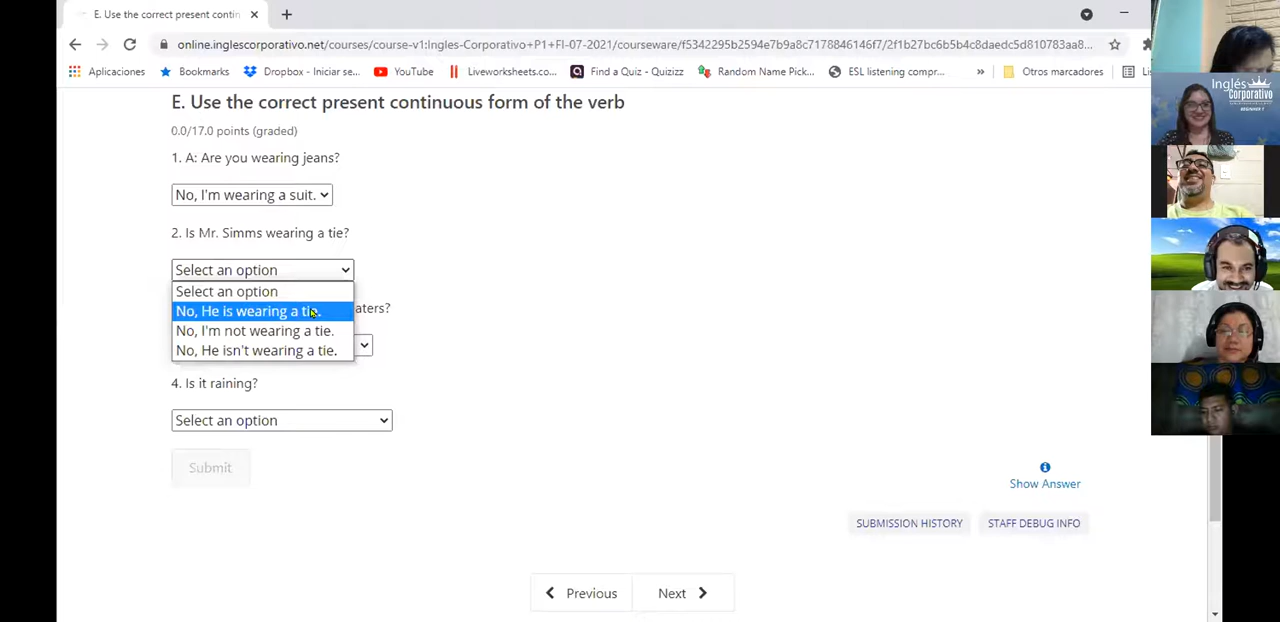 E. Use the correct present contin
online.inglescorporativo.net/courses/course-v1:Ingles-Corporativo+P1+FI-07-2021/courseware/f5342295b2594e7b9a8c7178846146f7/2f1b27bc6b5b4c8daedc5d810783aa8...
Aplicaciones Bookmarks Dropbox - Iniciar se... YouTube Liveworksheets.co... Find a Quiz - Quizizz Random Name Pick... ESL listening compr... » Otros marcadores
E. Use the correct present continuous form of the verb
0.0/17.0 points (graded)
1. A: Are you wearing jeans?
No, I'm wearing a suit.
2. Is Mr. Simms wearing a tie?
Select an option
Select an option
No, He is wearing a tie.
aters?
No, I'm not wearing a tie.
No, He isn't wearing a tie.
4. Is it raining?
Select an option
Submit
Show Answer
SUBMISSION HISTORY STAFF DEBUG INFO
Previous Next
Inglés
Corporativo
BEGINNER 1